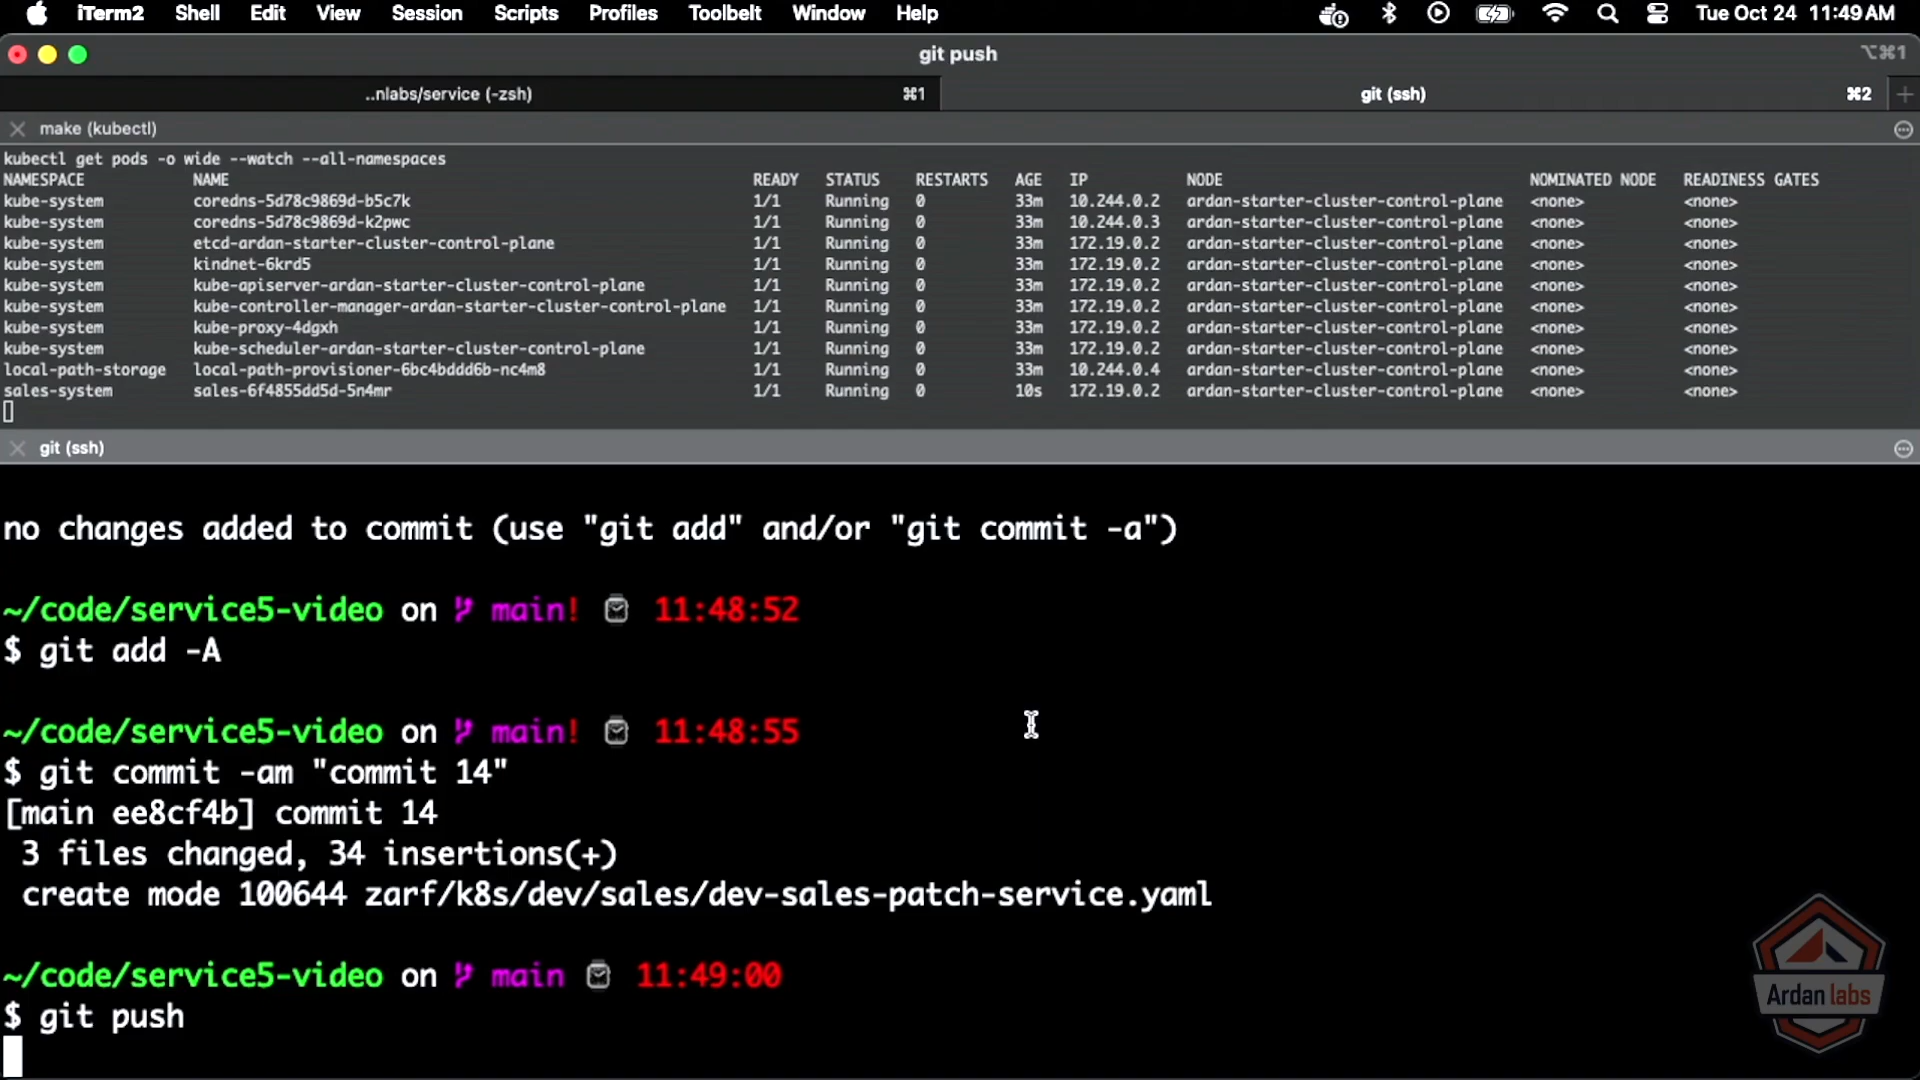 iTerm2 Shell Edit View Session Scripts Profiles Toolbelt Window Help Tue Oct 24 11:49 AM
git push ⌥⌘1
..nlabs/service (-zsh) ⌘1 git (ssh) ⌘2
make (kubectl)
kubectl get pods -o wide --watch --all-namespaces
NAMESPACE NAME READY STATUS RESTARTS AGE IP NODE NOMINATED NODE READINESS GATES
kube-system coredns-5d78c9869d-b5c7k 1/1 Running 0 33m 10.244.0.2 ardan-starter-cluster-control-plane <none> <none>
kube-system coredns-5d78c9869d-k2pwc 1/1 Running 0 33m 10.244.0.3 ardan-starter-cluster-control-plane <none> <none>
kube-system etcd-ardan-starter-cluster-control-plane 1/1 Running 0 33m 172.19.0.2 ardan-starter-cluster-control-plane <none> <none>
kube-system kindnet-6krd5 1/1 Running 0 33m 172.19.0.2 ardan-starter-cluster-control-plane <none> <none>
kube-system kube-apiserver-ardan-starter-cluster-control-plane 1/1 Running 0 33m 172.19.0.2 ardan-starter-cluster-control-plane <none> <none>
kube-system kube-controller-manager-ardan-starter-cluster-control-plane 1/1 Running 0 33m 172.19.0.2 ardan-starter-cluster-control-plane <none> <none>
kube-system kube-proxy-4dgxh 1/1 Running 0 33m 172.19.0.2 ardan-starter-cluster-control-plane <none> <none>
kube-system kube-scheduler-ardan-starter-cluster-control-plane 1/1 Running 0 33m 172.19.0.2 ardan-starter-cluster-control-plane <none> <none>
local-path-storage local-path-provisioner-6bc4bddd6b-nc4m8 1/1 Running 0 33m 10.244.0.4 ardan-starter-cluster-control-plane <none> <none>
sales-system sales-6f4855dd5d-5n4mr 1/1 Running 0 10s 172.19.0.2 ardan-starter-cluster-control-plane <none> <none>
git (ssh)
no changes added to commit (use "git add" and/or "git commit -a")
~/code/service5-video on main! 11:48:52
$ git add -A
~/code/service5-video on main! 11:48:55
$ git commit -am "commit 14"
[main ee8cf4b] commit 14
3 files changed, 34 insertions(+)
create mode 100644 zarf/k8s/dev/sales/dev-sales-patch-service.yaml
~/code/service5-video on main 11:49:00
$ git push
Ardan labs